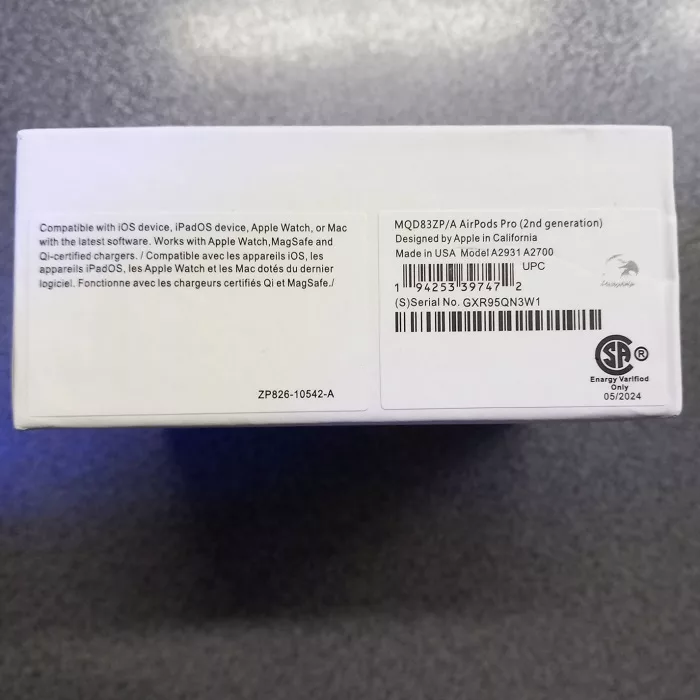 Compatible with iOS device, iPadOS device, Apple Watch, or Mac
with the latest software. Works with Apple Watch,MagSafe and
Qi-certified chargers. / Compatible avec les appareils iOS, les
appareils iPadOS, les Apple Watch et les Mac dotés du dernier
logiciel. Fonctionne avec les chargeurs certifiés Qi et MagSafe./
ZP826-10542-A
MQD83ZP/A AirPods Pro (2nd generation)
Designed by Apple in California
Made in USA Model A2931 A2700
UPC
1 94253 39747 2
(S)Serial No. GXR95QN3W1
SA ®
Energy Varified
Only
05/2024